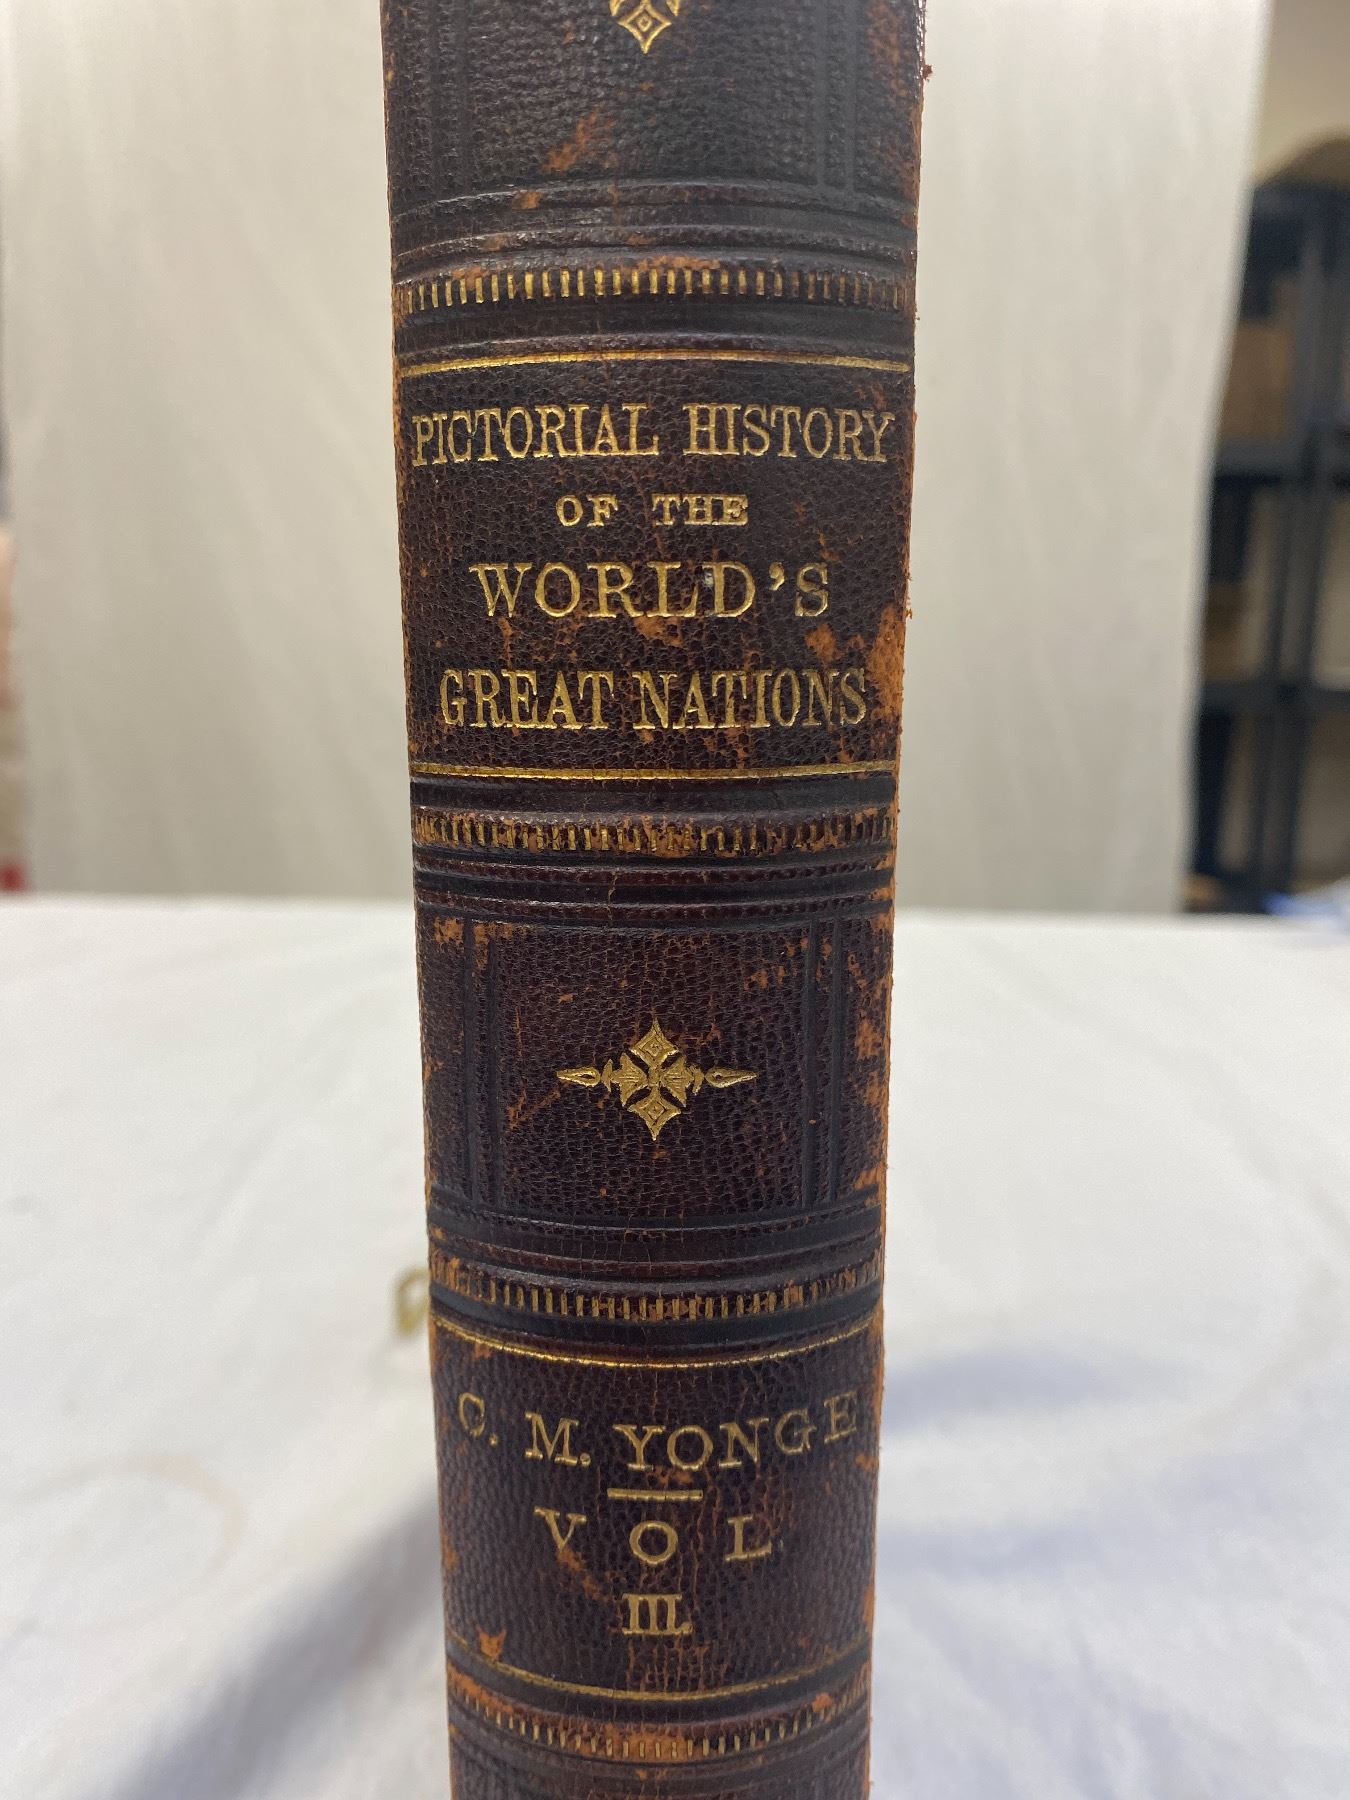 PICTORIAL HISTORY
OF THE
WORLD'S
GREAT NATIONS
C. M. YONGE
VOL
III.